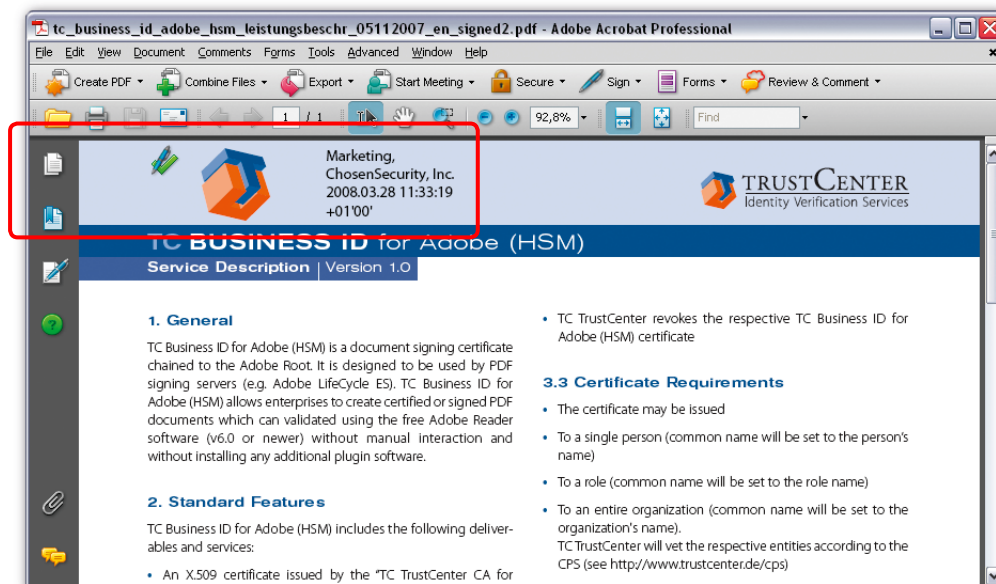 tc_business_id_adobe_hsm_leistungsbeschr_05112007_en_signed2.pdf - Adobe Acrobat Professional
File Edit View Document Comments Forms Tools Advanced Window Help
Create PDF Combine Files Export Start Meeting Secure Sign Forms Review & Comment
1 / 1 92,8% Find
Marketing,
ChosenSecurity, Inc.
2008.03.28 11:33:19
+01'00'
TRUSTCENTER
Identity Verification Services
TC BUSINESS ID for Adobe (HSM)
Service Description | Version 1.0
1. General
TC Business ID for Adobe (HSM) is a document signing certificate
chained to the Adobe Root. It is designed to be used by PDF
signing servers (e.g. Adobe LifeCycle ES). TC Business ID for
Adobe (HSM) allows enterprises to create certified or signed PDF
documents which can validated using the free Adobe Reader
software (v6.0 or newer) without manual interaction and
without installing any additional plugin software.
2. Standard Features
TC Business ID for Adobe (HSM) includes the following deliver-
ables and services:
• An X.509 certificate issued by the "TC TrustCenter CA for
• TC TrustCenter revokes the respective TC Business ID for
Adobe (HSM) certificate
3.3 Certificate Requirements
• The certificate may be issued
• To a single person (common name will be set to the person's
name)
• To a role (common name will be set to the role name)
• To an entire organization (common name will be set to the
organization's name).
TC TrustCenter will vet the respective entities according to the
CPS (see http://www.trustcenter.de/cps)